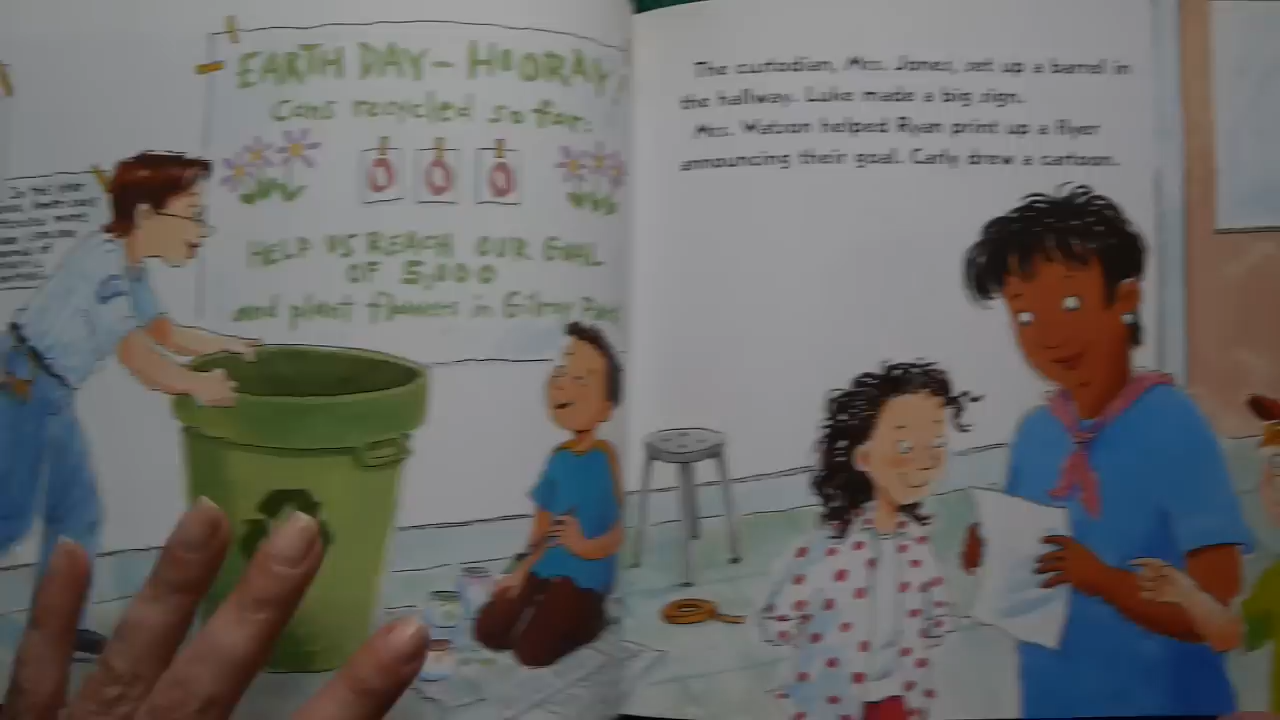 EARTH DAY - HOORAY!
Cans recycled so far:
0 0 0
HELP US REACH OUR GOAL
OF 5,000
and plant flowers in Gilroy
The custodian, Mrs. Jones, set up a barrel in
the hallway. Luke made a big sign.
Mrs. Watson helped Ryan print up a flyer
announcing their goal. Carly drew a cartoon.